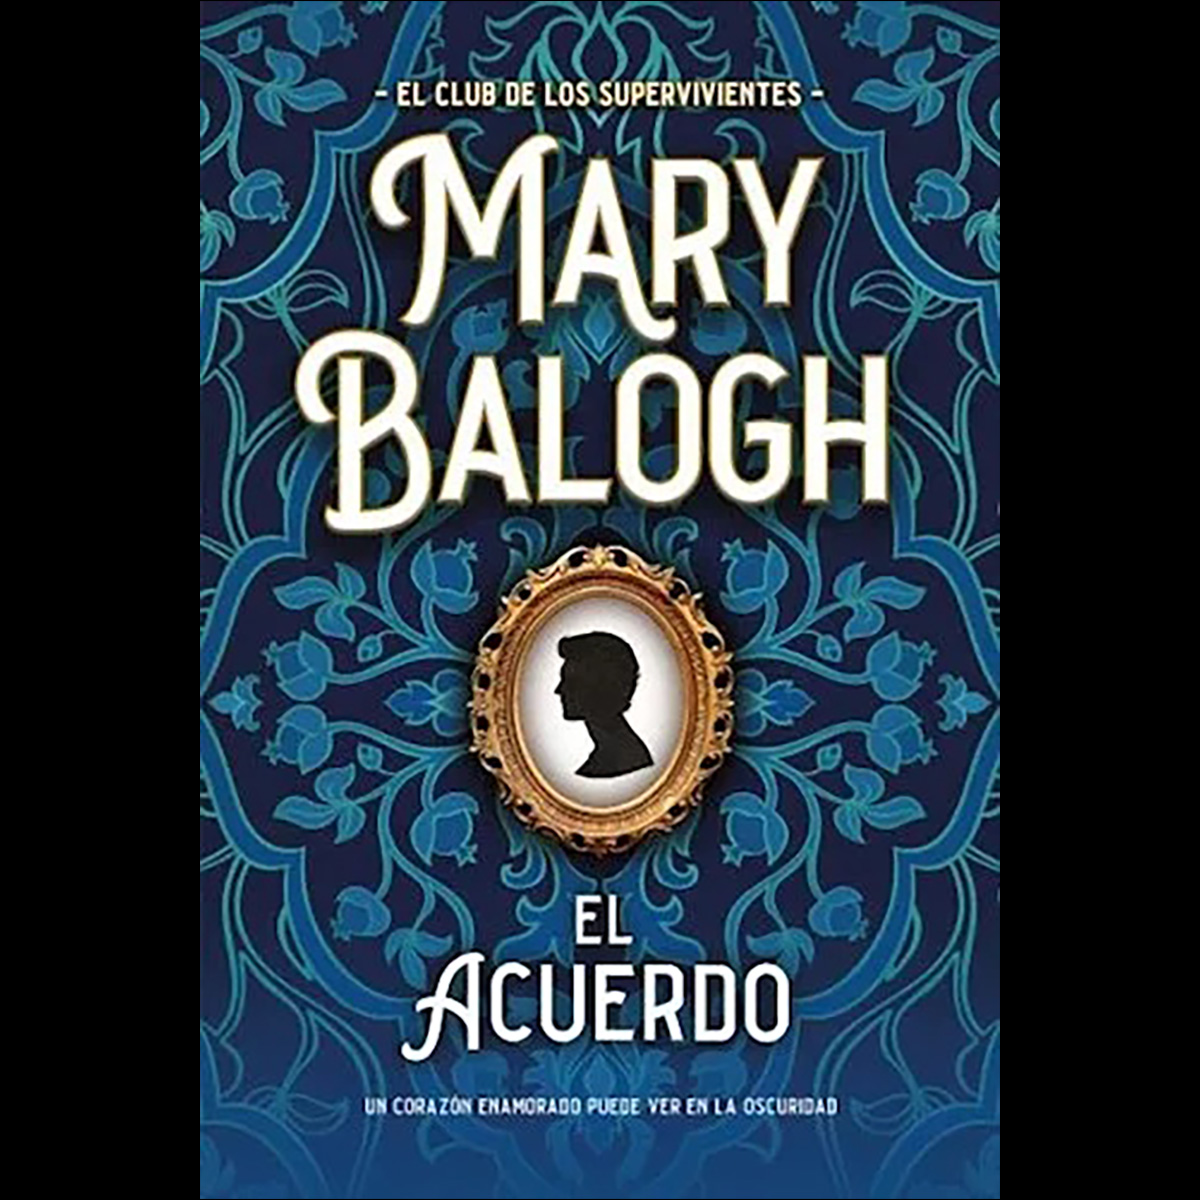 - EL CLUB DE LOS SUPERVIVIENTES -
MARY
BALOGH
EL
ACUERDO
UN CORAZÓN ENAMORADO PUEDE VER EN LA OSCURIDAD